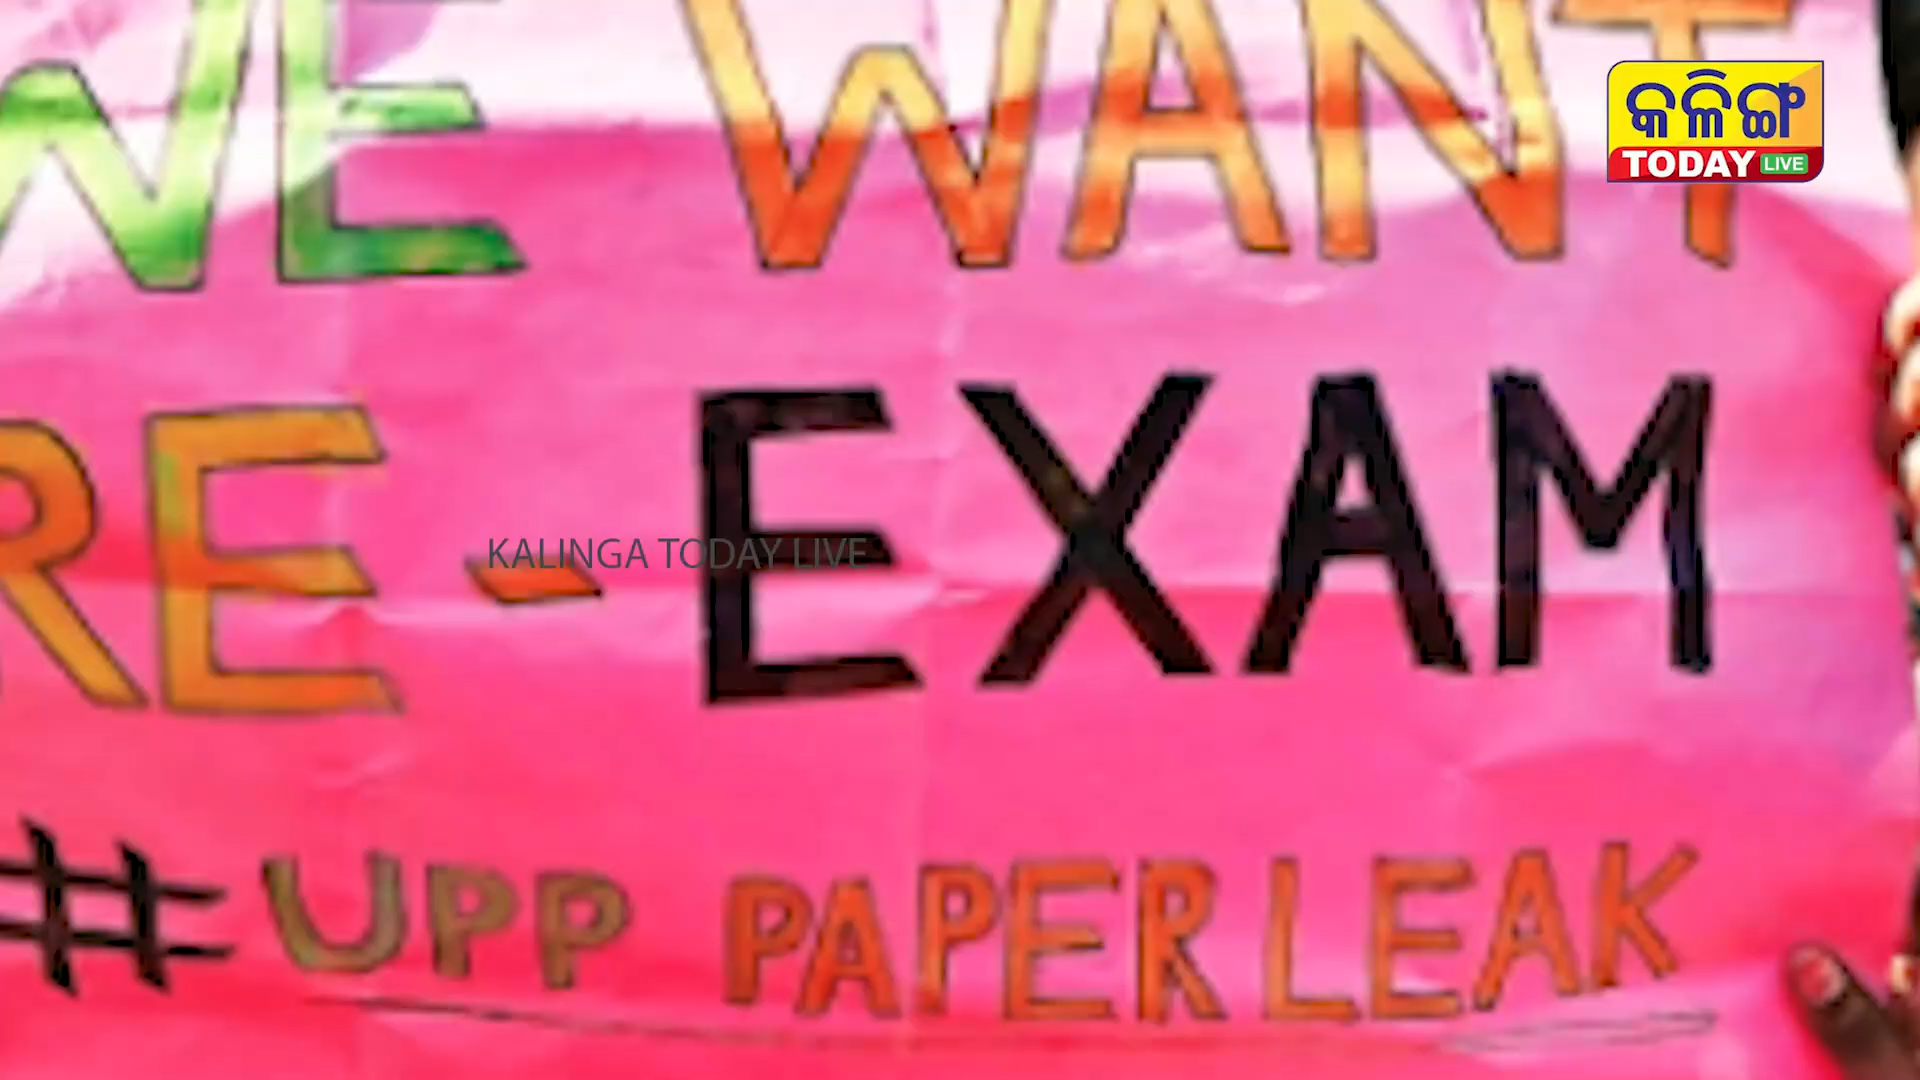 WE WANT
କଳିଙ୍ଗ
TODAY LIVE
RE-EXAM
KALINGA TODAY LIVE
#UPP PAPER LEAK